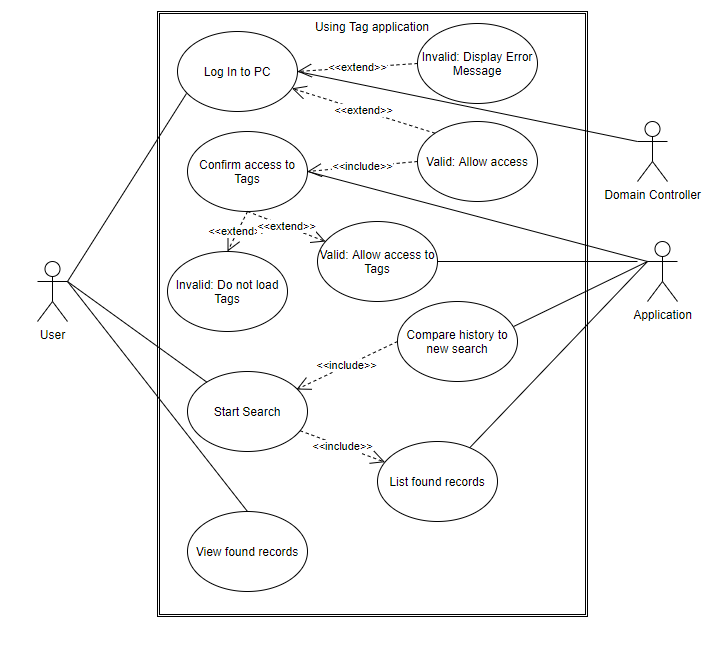 Using Tag application
Log In to PC
<<extend>>
Invalid: Display Error
Message
<<extend>>
Confirm access to
Tags
<<include>>
Valid: Allow access
Domain Controller
<<extend>
<<extend>>
Invalid: Do not load
Tags
Valid: Allow access to
Tags
User
Application
Compare history to
new search
<<include>>
Start Search
<<include>>
List found records
View found records